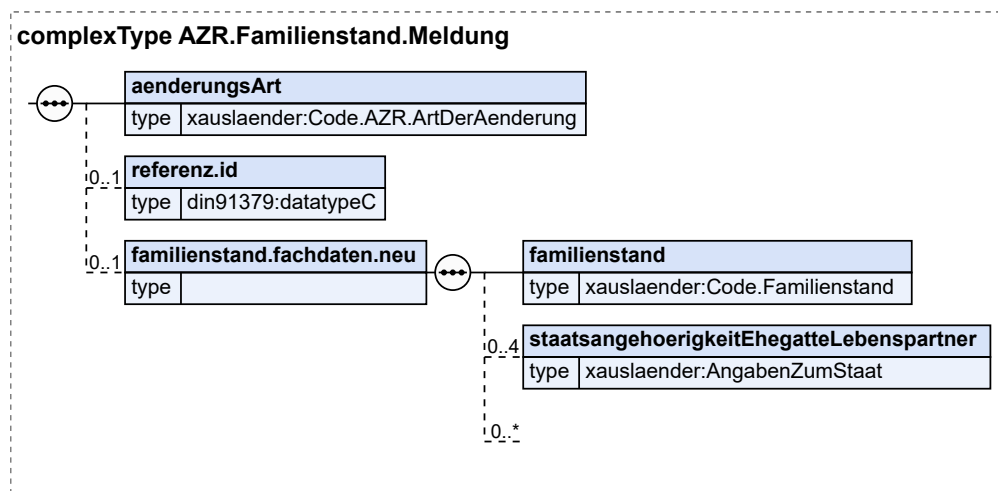 complexType AZR.Familienstand.Meldung
aenderungsArt
type xauslaender:Code.AZR.ArtDerAenderung
0..1 referenz.id
type din91379:datatypeC
0..1 familienstand.fachdaten.neu
type
familienstand
type xauslaender:Code.Familienstand
0..4 staatsangehoerigkeitEhegatteLebenspartner
type xauslaender:AngabenZumStaat
0..*